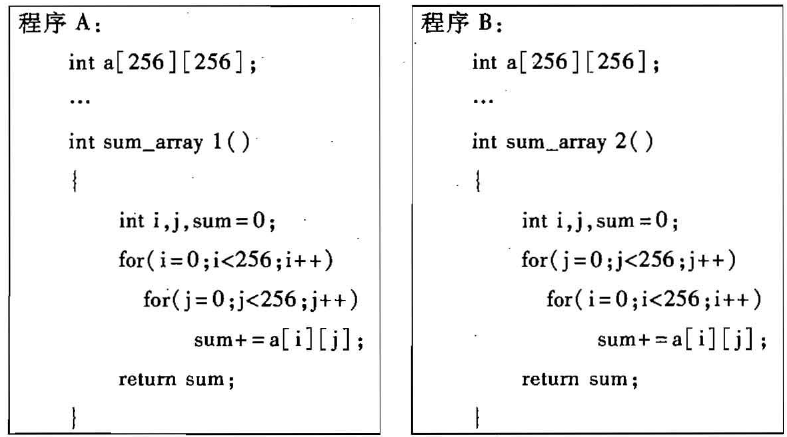 程序 A:
int a[256][256];
…
int sum_array 1()
{
int i,j,sum=0;
for(i=0;i<256;i++)
for(j=0;j<256;j++)
sum+=a[i][j];
return sum;
}
程序 B:
int a[256][256];
…
int sum_array 2()
{
int i,j,sum=0;
for(j=0;j<256;j++)
for(i=0;i<256;i++)
sum+=a[i][j];
return sum;
}